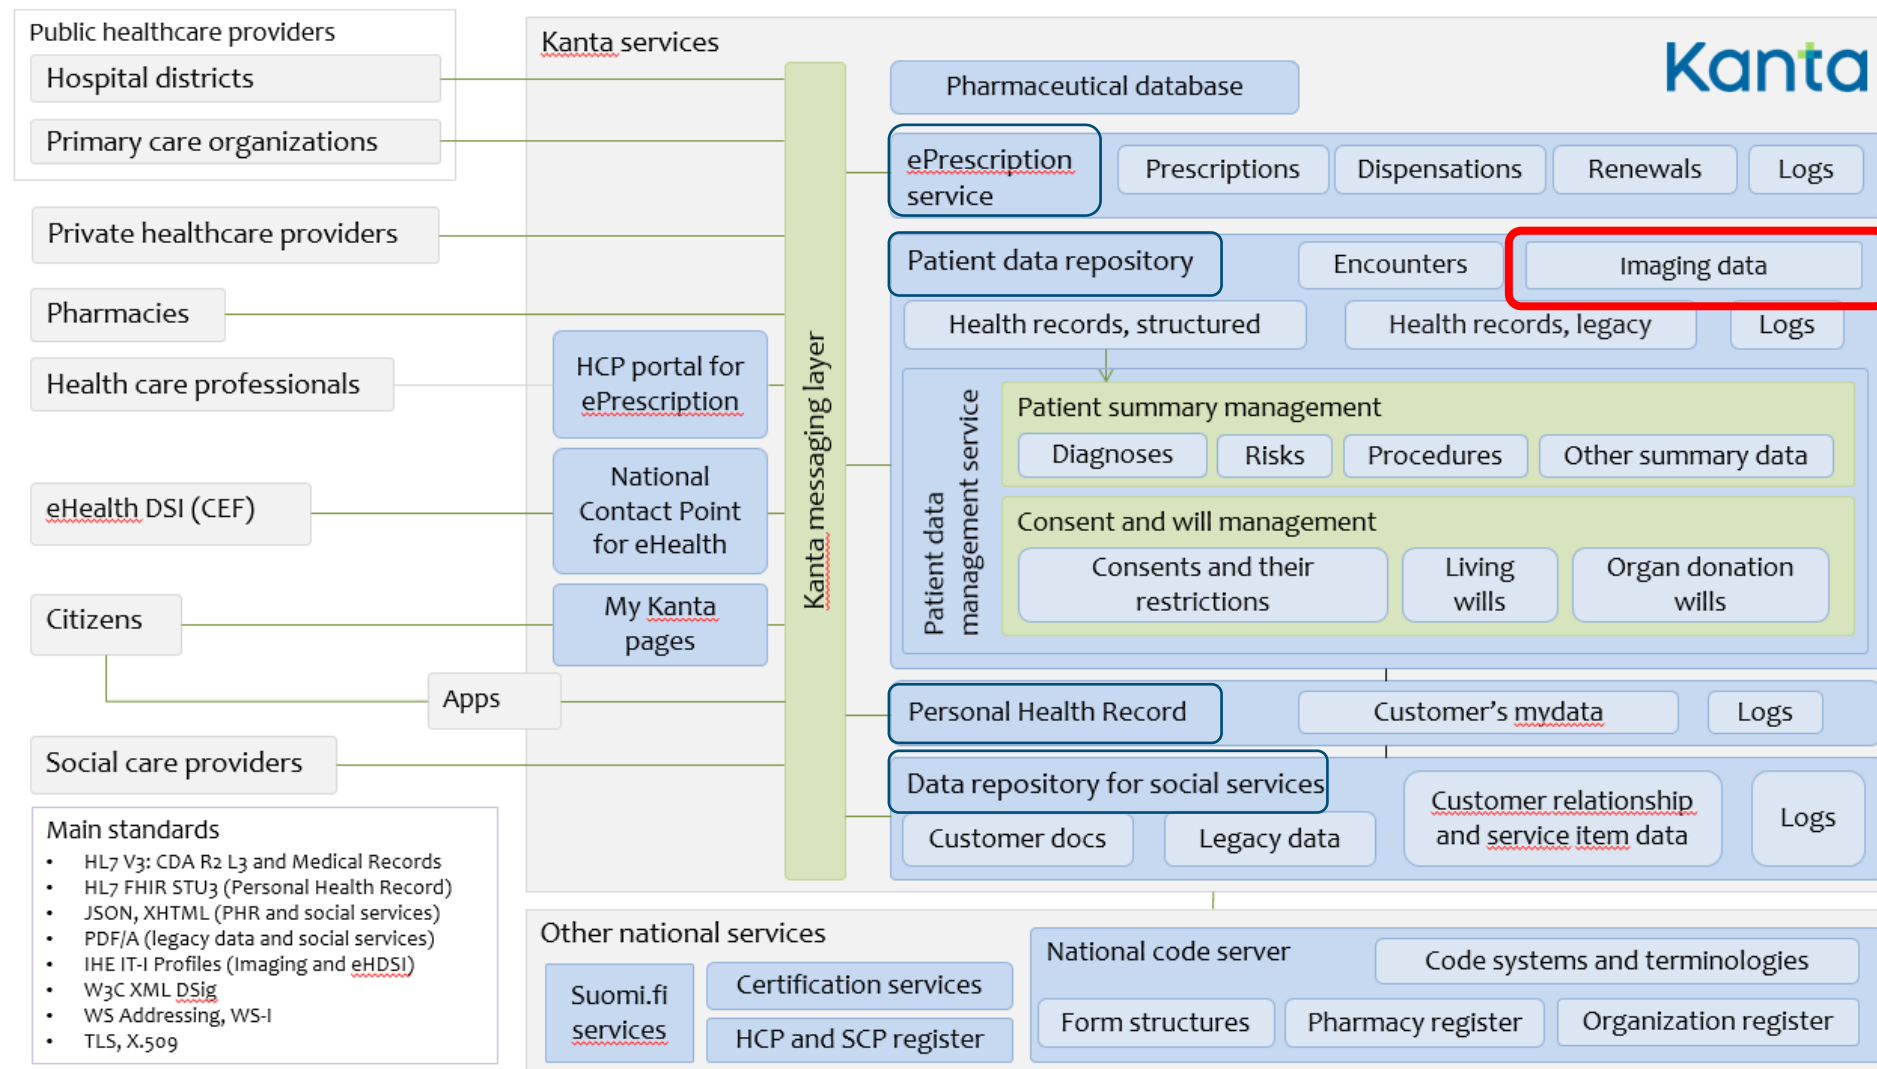 Public healthcare providers
Hospital districts
Primary care organizations
Private healthcare providers
Pharmacies
Health care professionals
eHealth DSI (CEF)
Citizens
Apps
Social care providers
Main standards
• HL7 V3: CDA R2 L3 and Medical Records
• HL7 FHIR STU3 (Personal Health Record)
• JSON, XHTML (PHR and social services)
• PDF/A (legacy data and social services)
• IHE IT-I Profiles (Imaging and eHDSI)
• W3C XML DSig
• WS Addressing, WS-I
• TLS, X.509
Kanta services
HCP portal for
ePrescription
National
Contact Point
for eHealth
My Kanta
pages
Kanta messaging layer
Kanta
Pharmaceutical database
ePrescription
service
Prescriptions
Dispensations
Renewals
Logs
Patient data repository
Encounters
Imaging data
Health records, structured
Health records, legacy
Logs
Patient data
management service
Patient summary management
Diagnoses
Risks
Procedures
Other summary data
Consent and will management
Consents and their
restrictions
Living
wills
Organ donation
wills
Personal Health Record
Customer's mydata
Logs
Data repository for social services
Customer docs
Legacy data
Customer relationship
and service item data
Logs
Other national services
Suomi.fi
services
Certification services
HCP and SCP register
National code server
Code systems and terminologies
Form structures
Pharmacy register
Organization register